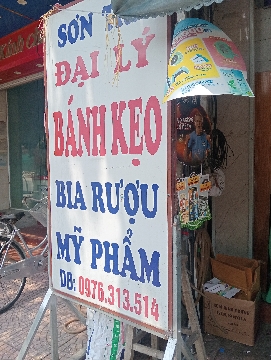 SƠN
ĐẠI LÝ
BÁNH KẸO
BIA RƯỢU
MỸ PHẨM
ĐĐ: 0976.313.514